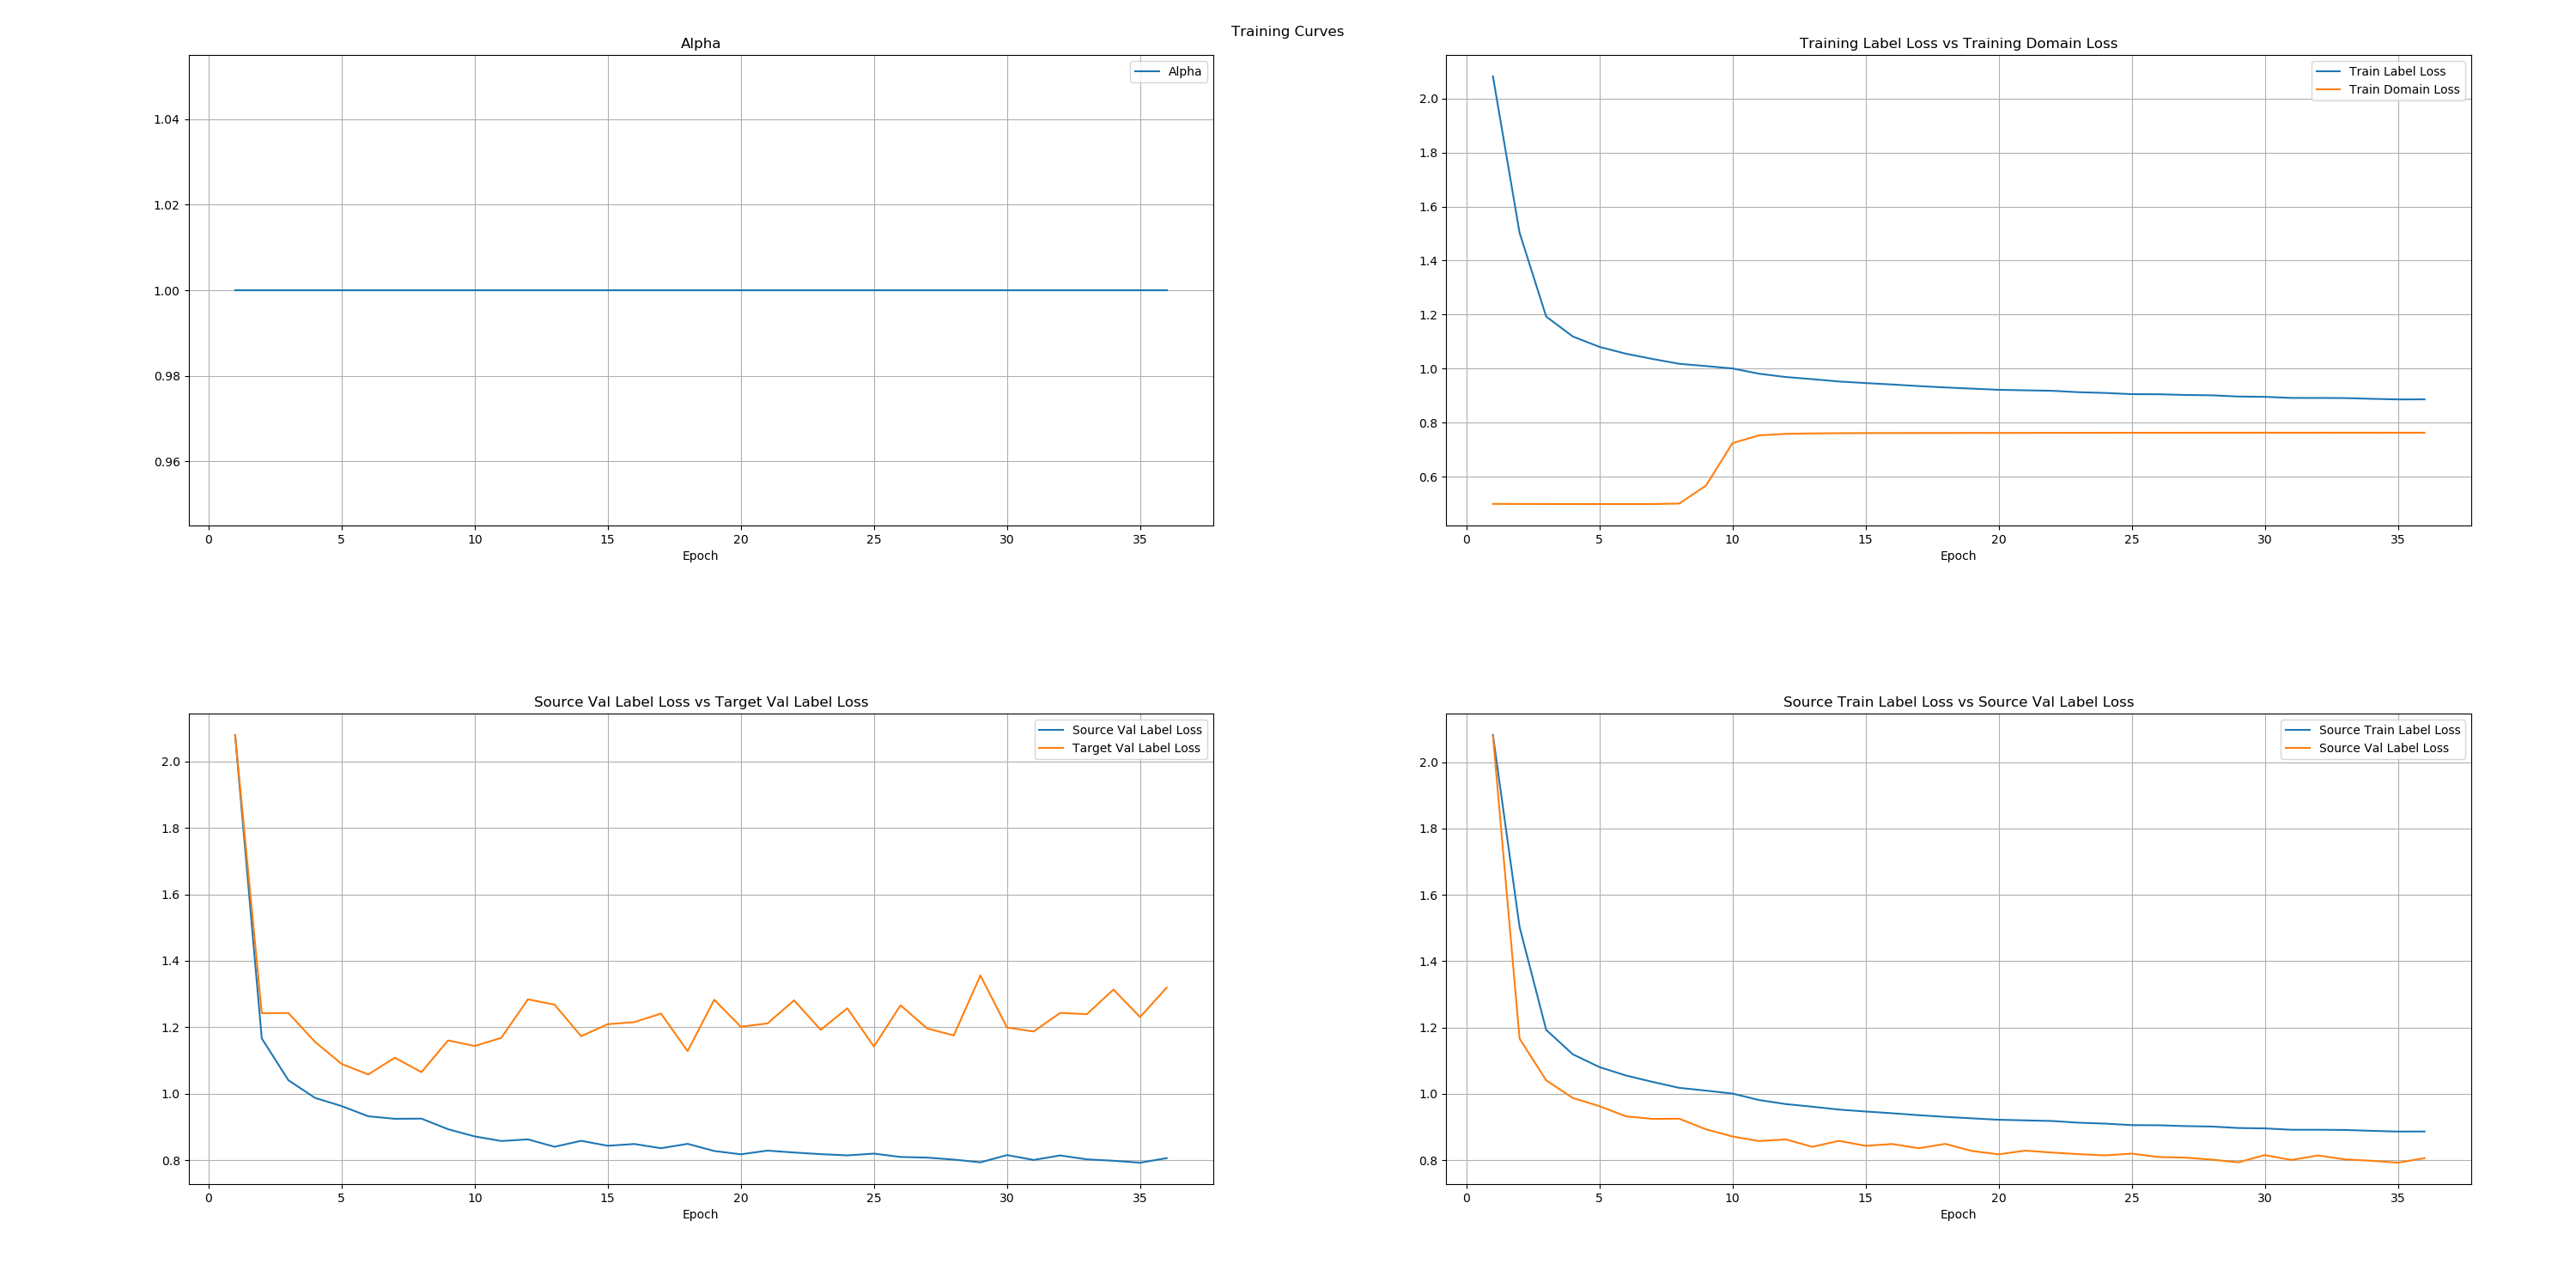 Training Curves
Alpha
Alpha
1.04
1.02
1.00
0.98
0.96
0 5 10 15 20 25 30 35
Epoch
Training Label Loss vs Training Domain Loss
Train Label Loss
Train Domain Loss
2.0
1.8
1.6
1.4
1.2
1.0
0.8
0.6
0 5 10 15 20 25 30 35
Epoch
Source Val Label Loss vs Target Val Label Loss
Source Val Label Loss
Target Val Label Loss
2.0
1.8
1.6
1.4
1.2
1.0
0.8
0 5 10 15 20 25 30 35
Epoch
Source Train Label Loss vs Source Val Label Loss
Source Train Label Loss
Source Val Label Loss
2.0
1.8
1.6
1.4
1.2
1.0
0.8
0 5 10 15 20 25 30 35
Epoch